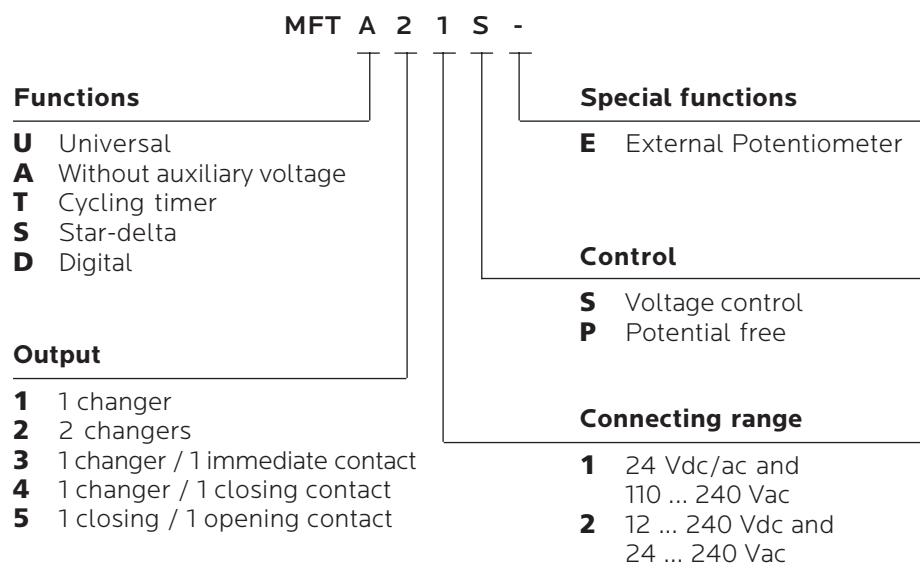 MFT A 2 1 S -
Functions
U Universal
A Without auxiliary voltage
T Cycling timer
S Star-delta
D Digital
Output
1 1 changer
2 2 changers
3 1 changer / 1 immediate contact
4 1 changer / 1 closing contact
5 1 closing / 1 opening contact
Special functions
E External Potentiometer
Control
S Voltage control
P Potential free
Connecting range
1 24 Vdc/ac and
110 ... 240 Vac
2 12 ... 240 Vdc and
24 ... 240 Vac